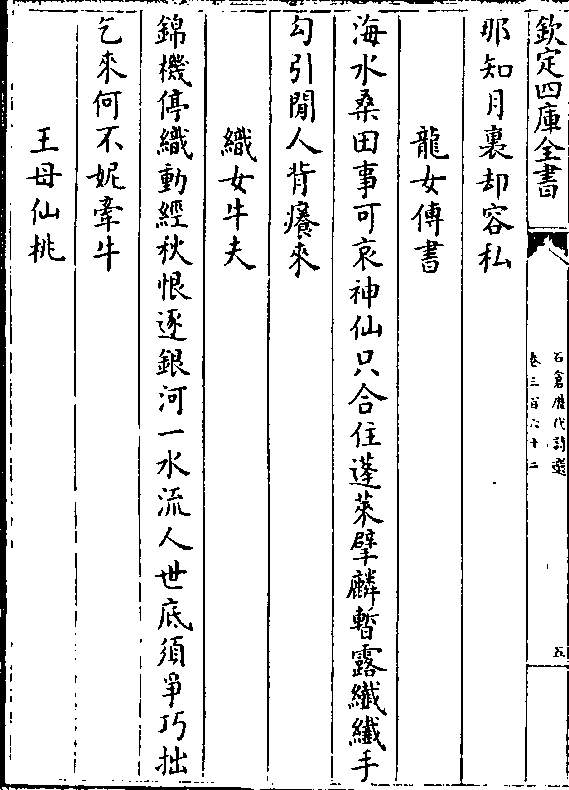 欽定四庫全書
石倉歷代詩選
卷三百六十二
五
那知月裏却容私
龍女傳書
海水桑田事可哀神仙只合住蓬萊擘麟暫露纖纖手
勾引閒人背癢來
織女牛夫
錦機停織動經秋恨逐銀河一水流人世底須爭巧拙
乞來何不妮牽牛
王母仙桃